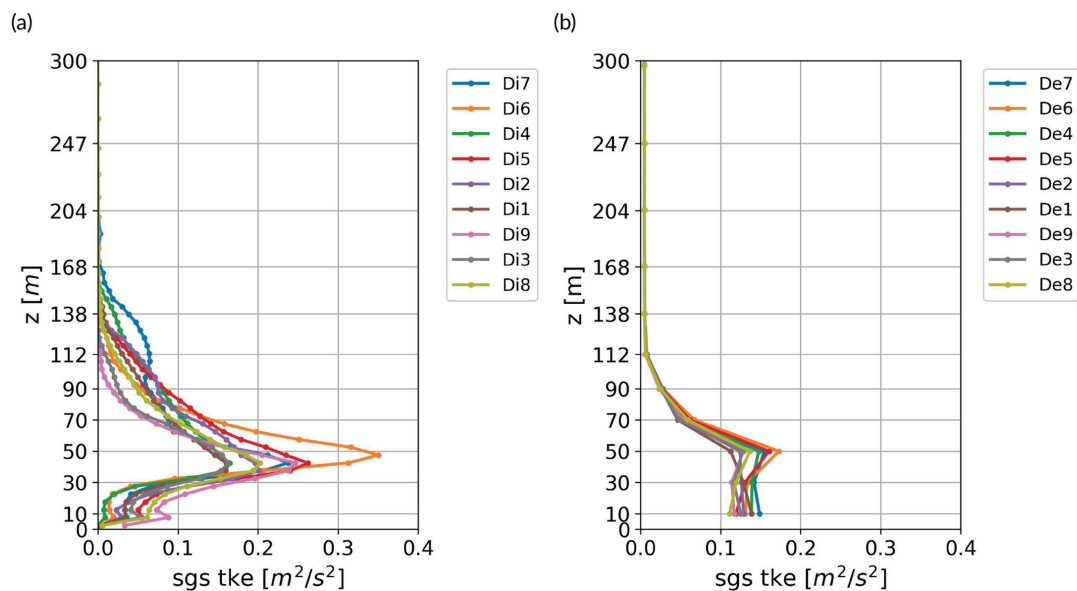 (a)
300
247
204
168
138
112
90
70
50
30
10
0
z [m]
0.0 0.1 0.2 0.3 0.4
sgs tke [m²/s²]
Di7
Di6
Di4
Di5
Di2
Di1
Di9
Di3
Di8
(b)
300
247
204
168
138
112
90
70
50
30
10
0
z [m]
0.0 0.1 0.2 0.3 0.4
sgs tke [m²/s²]
De7
De6
De4
De5
De2
De1
De9
De3
De8